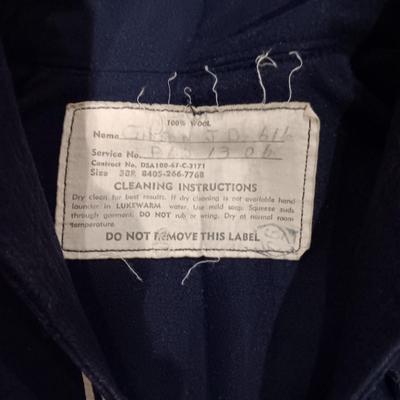 100% WOOL
Name
Service No.
Contract No. DSA100-67-C-3171
Size 38R 8405-266-7768
CLEANING INSTRUCTIONS
Dry clean for best results. If dry cleaning is not available hand
launder in LUKEWARM water. Use mild soap. Squeeze suds
through garment. DO NOT rub or wring. Dry at normal room
temperature.
DO NOT REMOVE THIS LABEL